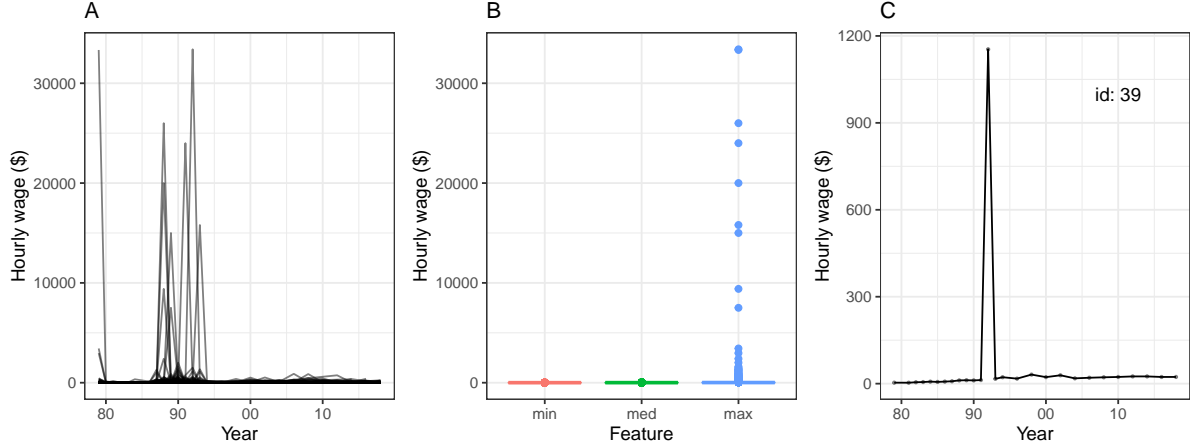 A
Hourly wage ($)
30000
20000
10000
0
80 90 00 10
Year
B
Hourly wage ($)
30000
20000
10000
0
min med max
Feature
C
Hourly wage ($)
1200
900
600
300
0
id: 39
80 90 00 10
Year